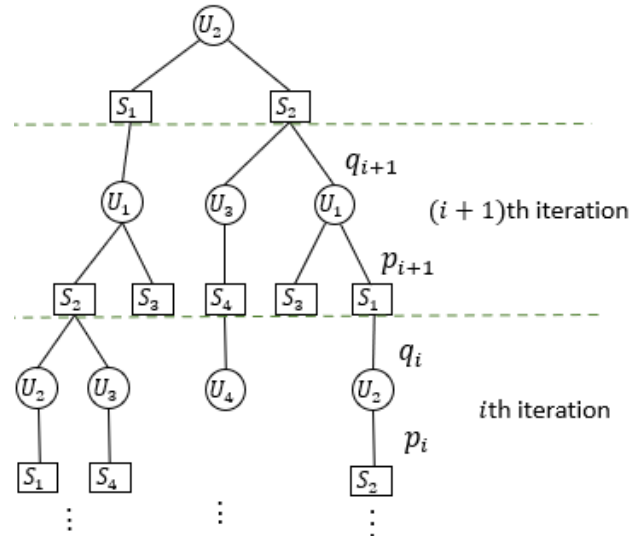 U₂
S₁ S₂
qᵢ₊₁
U₁ U₃ U₁ (i + 1)th iteration
pᵢ₊₁
S₂ S₃ S₄ S₃ S₁
qᵢ
U₂ U₃ U₄ U₂ ith iteration
pᵢ
S₁ S₄ S₂
⋮ ⋮ ⋮